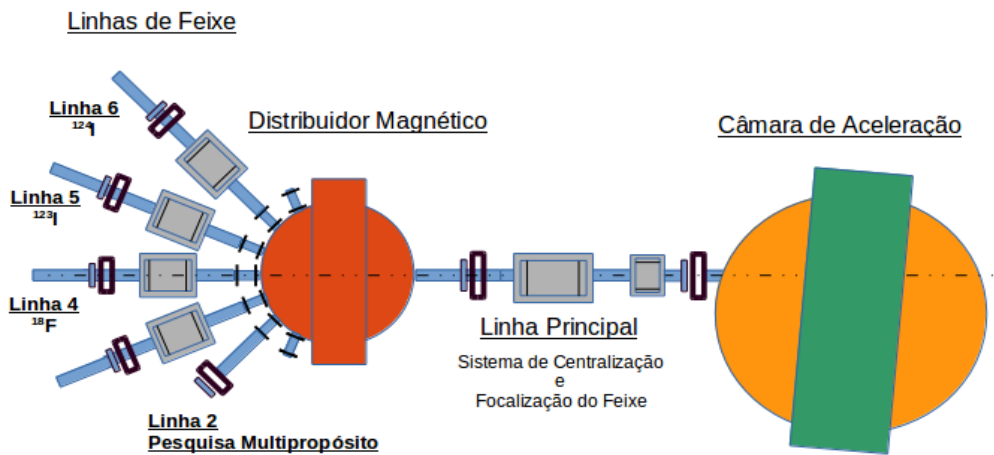 Linhas de Feixe
Linha 6
¹²⁴I
Distribuidor Magnético
Câmara de Aceleração
Linha 5
¹²³I
Linha 4
¹⁸F
Linha Principal
Sistema de Centralização
e
Focalização do Feixe
Linha 2
Pesquisa Multipropósito